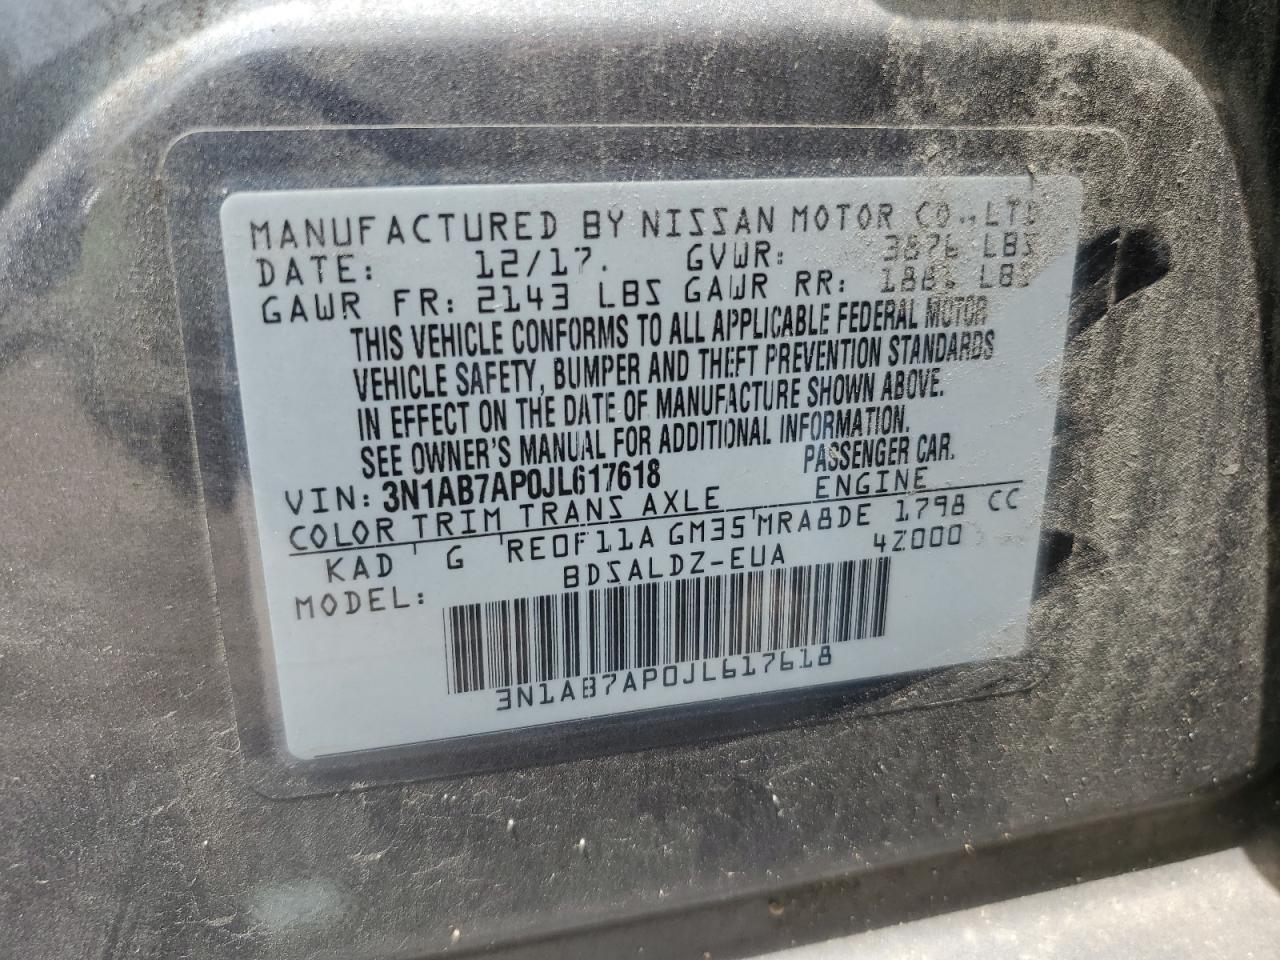 MANUFACTURED BY NISSAN MOTOR CO.,LTD
DATE: 12/17. GVWR: 3876 LBS
GAWR FR: 2143 LBS GAWR RR: LBS
THIS VEHICLE CONFORMS TO ALL APPLICABLE FEDERAL MOTOR
VEHICLE SAFETY, BUMPER AND THEFT PREVENTION STANDARDS
IN EFFECT ON THE DATE OF MANUFACTURE SHOWN ABOVE.
SEE OWNER'S MANUAL FOR ADDITIONAL INFORMATION.
VIN: 3N1AB7AP0JL617618 PASSENGER CAR.
COLOR TRIM TRANS AXLE ENGINE
KAD G RE0F11A GM35 MRA8DE 1798 CC
MODEL: BDSALDZ-EUA 4Z000
3N1AB7AP0JL617618